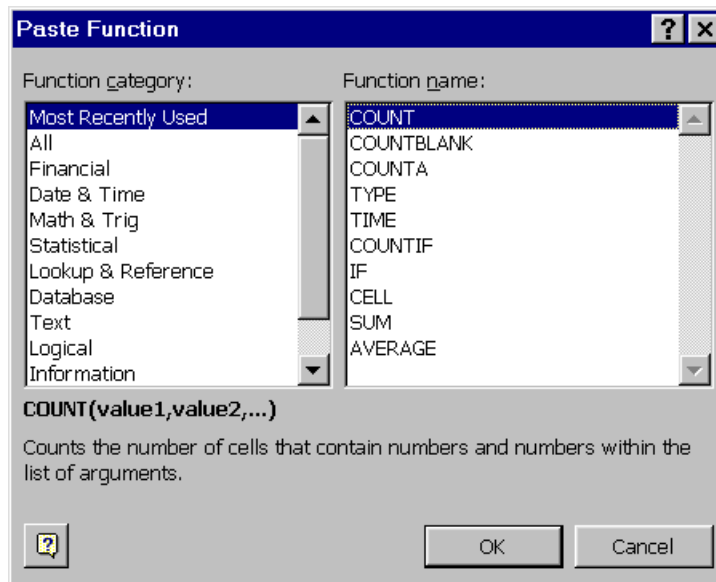 Paste Function
Function category:
Function name:
Most Recently Used
All
Financial
Date & Time
Math & Trig
Statistical
Lookup & Reference
Database
Text
Logical
Information
COUNT
COUNTBLANK
COUNTA
TYPE
TIME
COUNTIF
IF
CELL
SUM
AVERAGE
COUNT(value1,value2,...)
Counts the number of cells that contain numbers and numbers within the
list of arguments.
OK
Cancel